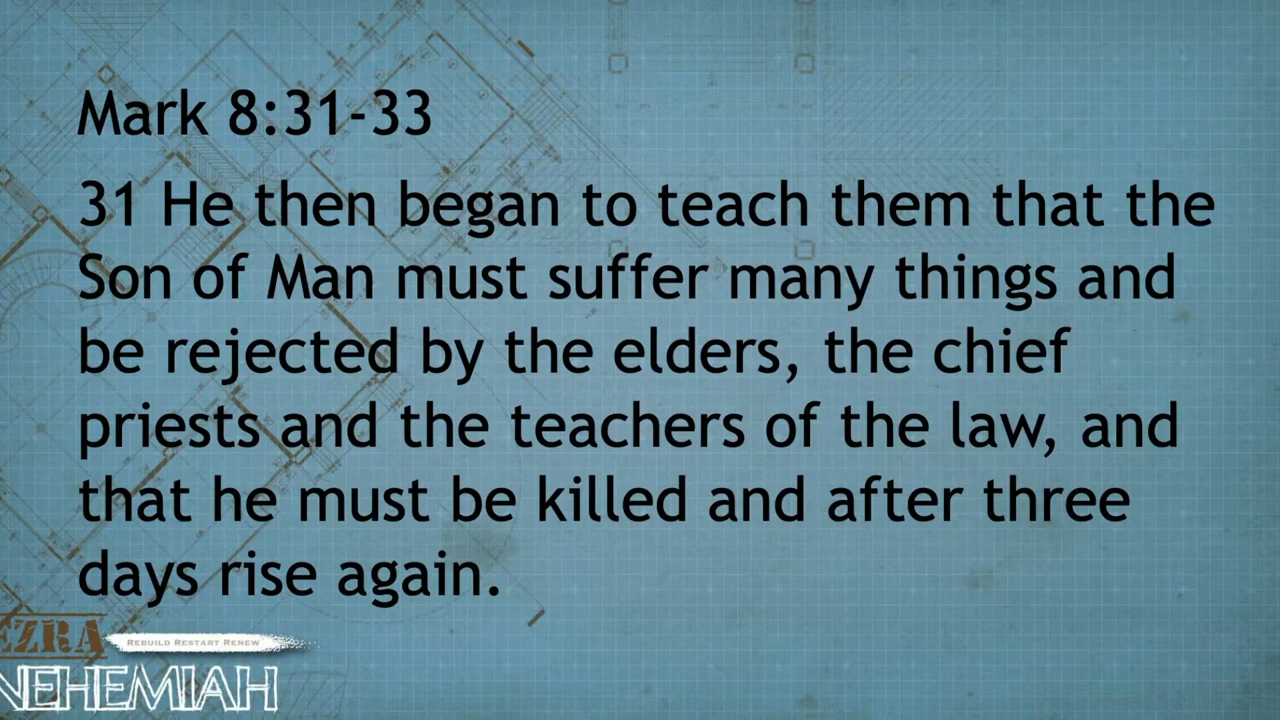 Mark 8:31-33
31 He then began to teach them that the
Son of Man must suffer many things and
be rejected by the elders, the chief
priests and the teachers of the law, and
that he must be killed and after three
days rise again.
EZRA
REBUILD RESTART RENEW
NEHEMIAH